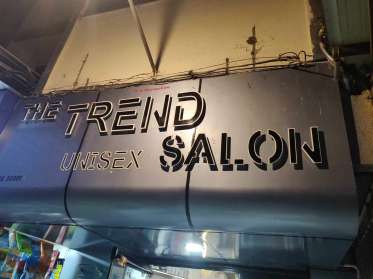 THE TREND
UNISEX SALON